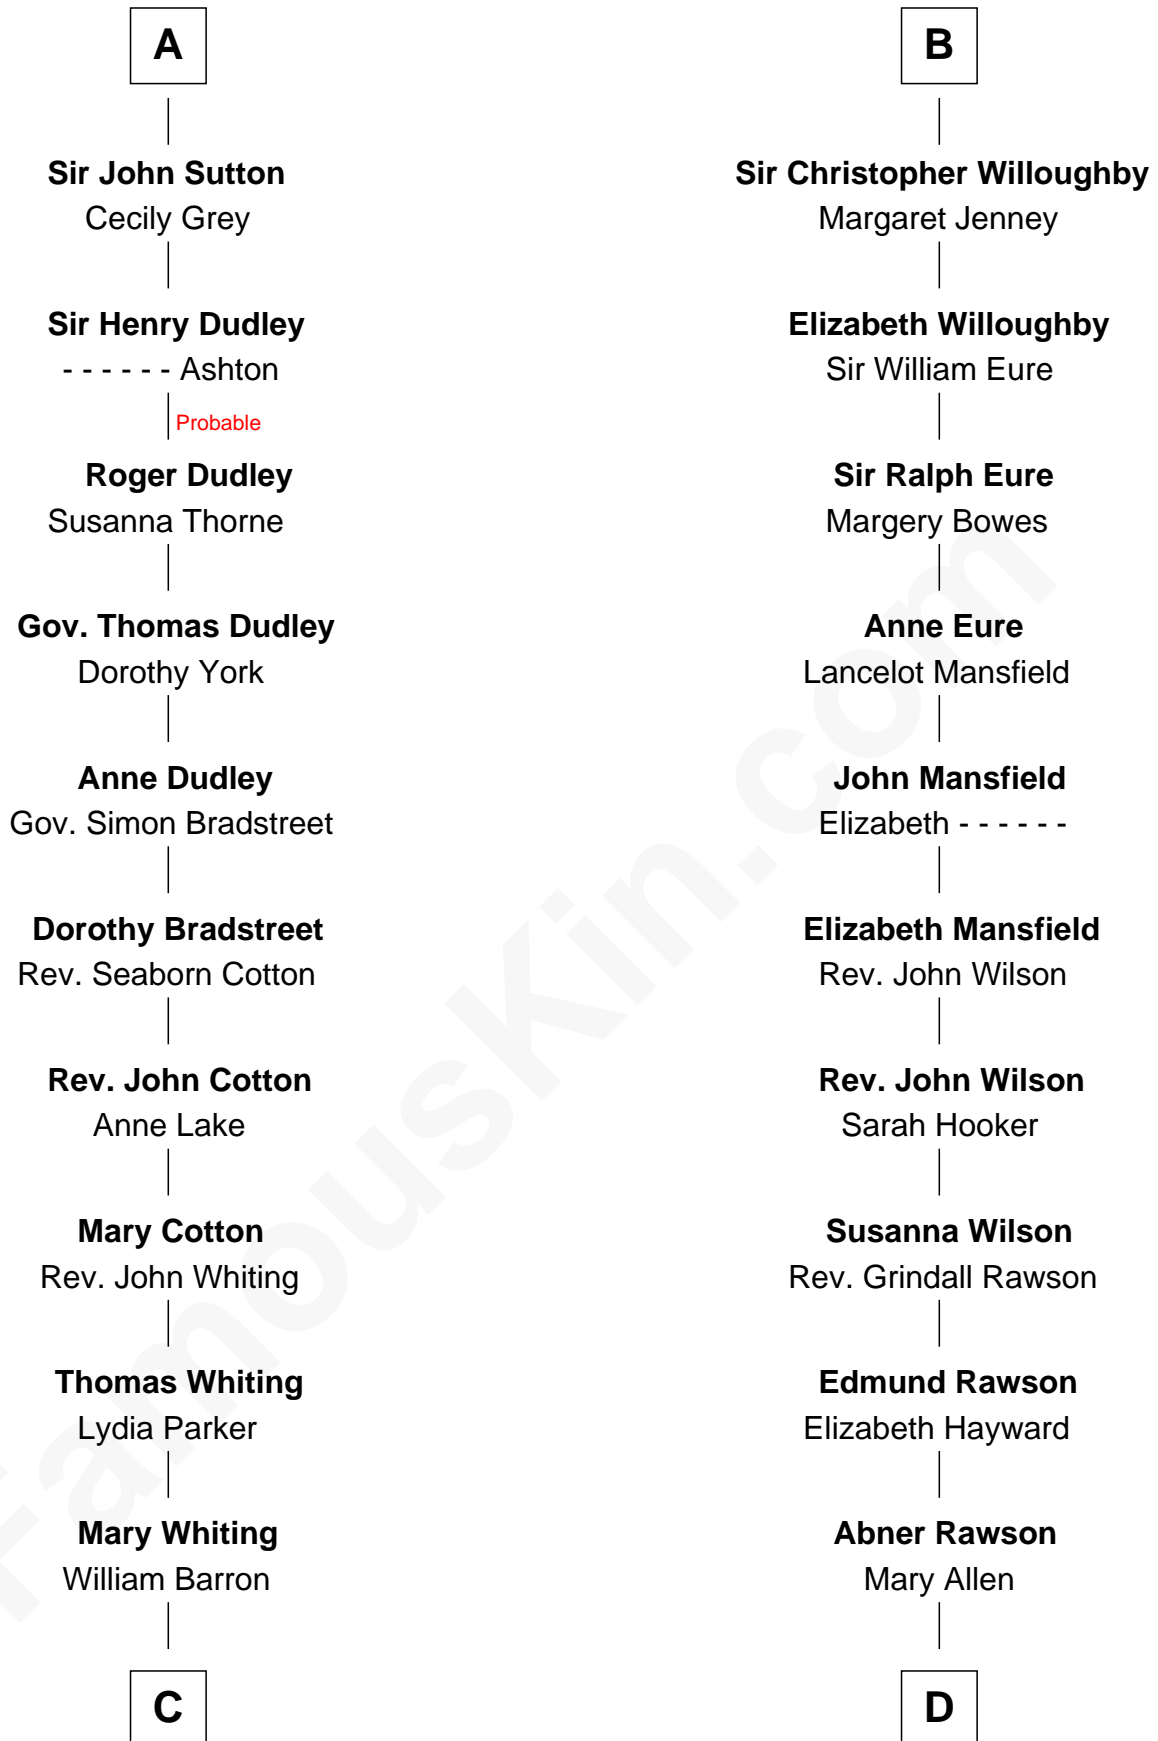 A
Sir John Sutton
Cecily Grey
Sir Henry Dudley
- - - - - - Ashton
Probable
Roger Dudley
Susanna Thorne
Gov. Thomas Dudley
Dorothy York
Anne Dudley
Gov. Simon Bradstreet
Dorothy Bradstreet
Rev. Seaborn Cotton
Rev. John Cotton
Anne Lake
Mary Cotton
Rev. John Whiting
Thomas Whiting
Lydia Parker
Mary Whiting
William Barron
C
B
Sir Christopher Willoughby
Margaret Jenney
Elizabeth Willoughby
Sir William Eure
Sir Ralph Eure
Margery Bowes
Anne Eure
Lancelot Mansfield
John Mansfield
Elizabeth - - - - - -
Elizabeth Mansfield
Rev. John Wilson
Rev. John Wilson
Sarah Hooker
Susanna Wilson
Rev. Grindall Rawson
Edmund Rawson
Elizabeth Hayward
Abner Rawson
Mary Allen
D
FamousKin.com